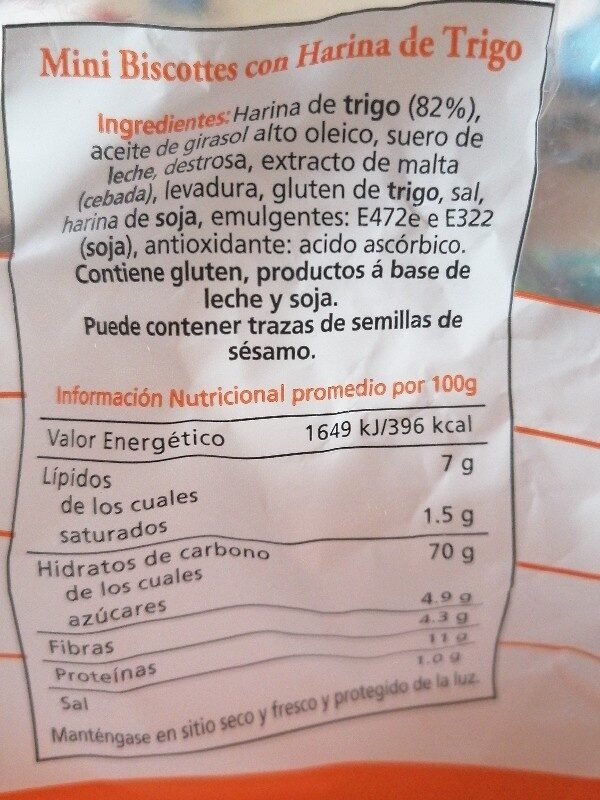 Mini Biscottes con Harina de Trigo
Ingredientes: Harina de trigo (82%),
aceite de girasol alto oleico, suero de
leche, destrosa, extracto de malta
(cebada), levadura, gluten de trigo, sal,
harina de soja, emulgentes: E472e e E322
(soja), antioxidante: acido ascórbico.
Contiene gluten, productos á base de
leche y soja.
Puede contener trazas de semillas de
sésamo.
Información Nutricional promedio por 100g
Valor Energético 1649 kJ/396 kcal
Lípidos 7 g
de los cuales
saturados 1.5 g
Hidratos de carbono 70 g
de los cuales
azúcares 4.9 g
Fibras 4.3 g
Proteínas 11 g
Sal 1.0 g
Manténgase en sitio seco y fresco y protegido de la luz.